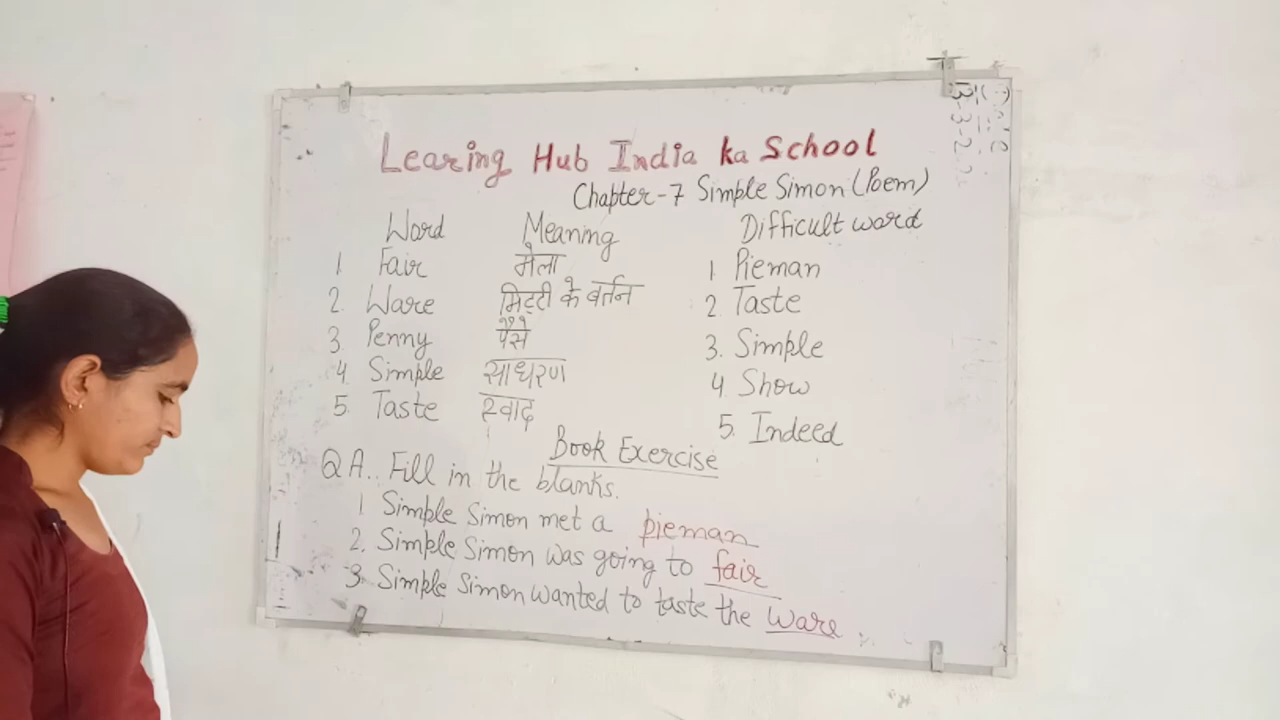 Learing Hub India ka School
Chapter-7 Simple Simon (Poem)
Word Meaning
1. Fair मेला
2. Ware मिट्टी के बर्तन
3. Penny पैसे
4. Simple साधरण
5. Taste स्वाद
Difficult word
1. Pieman
2. Taste
3. Simple
4. Show
5. Indeed
Book Exercise
Q A.. Fill in the blanks.
1 Simple Simon met a pieman
2. Simple Simon was going to fair
3. Simple Simon wanted to taste the ware.